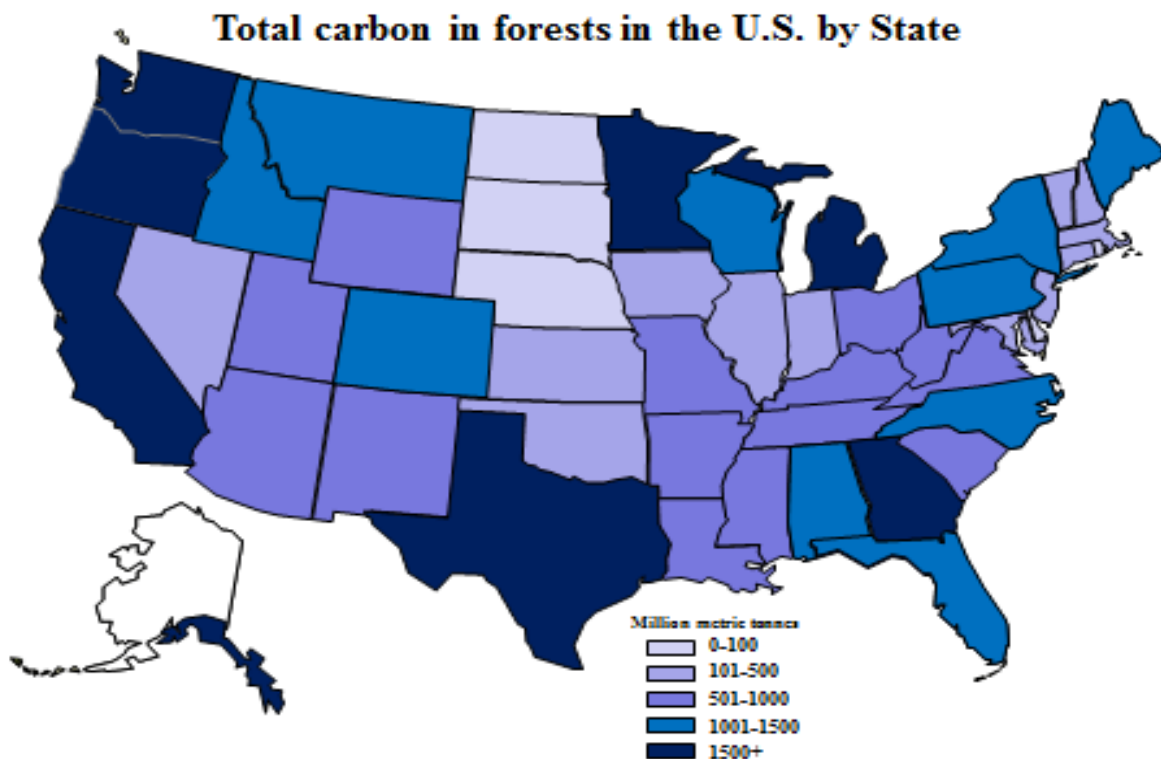 Total carbon in forests in the U.S. by State
Million metric tonnes
0-100
101-500
501-1000
1001-1500
1500+